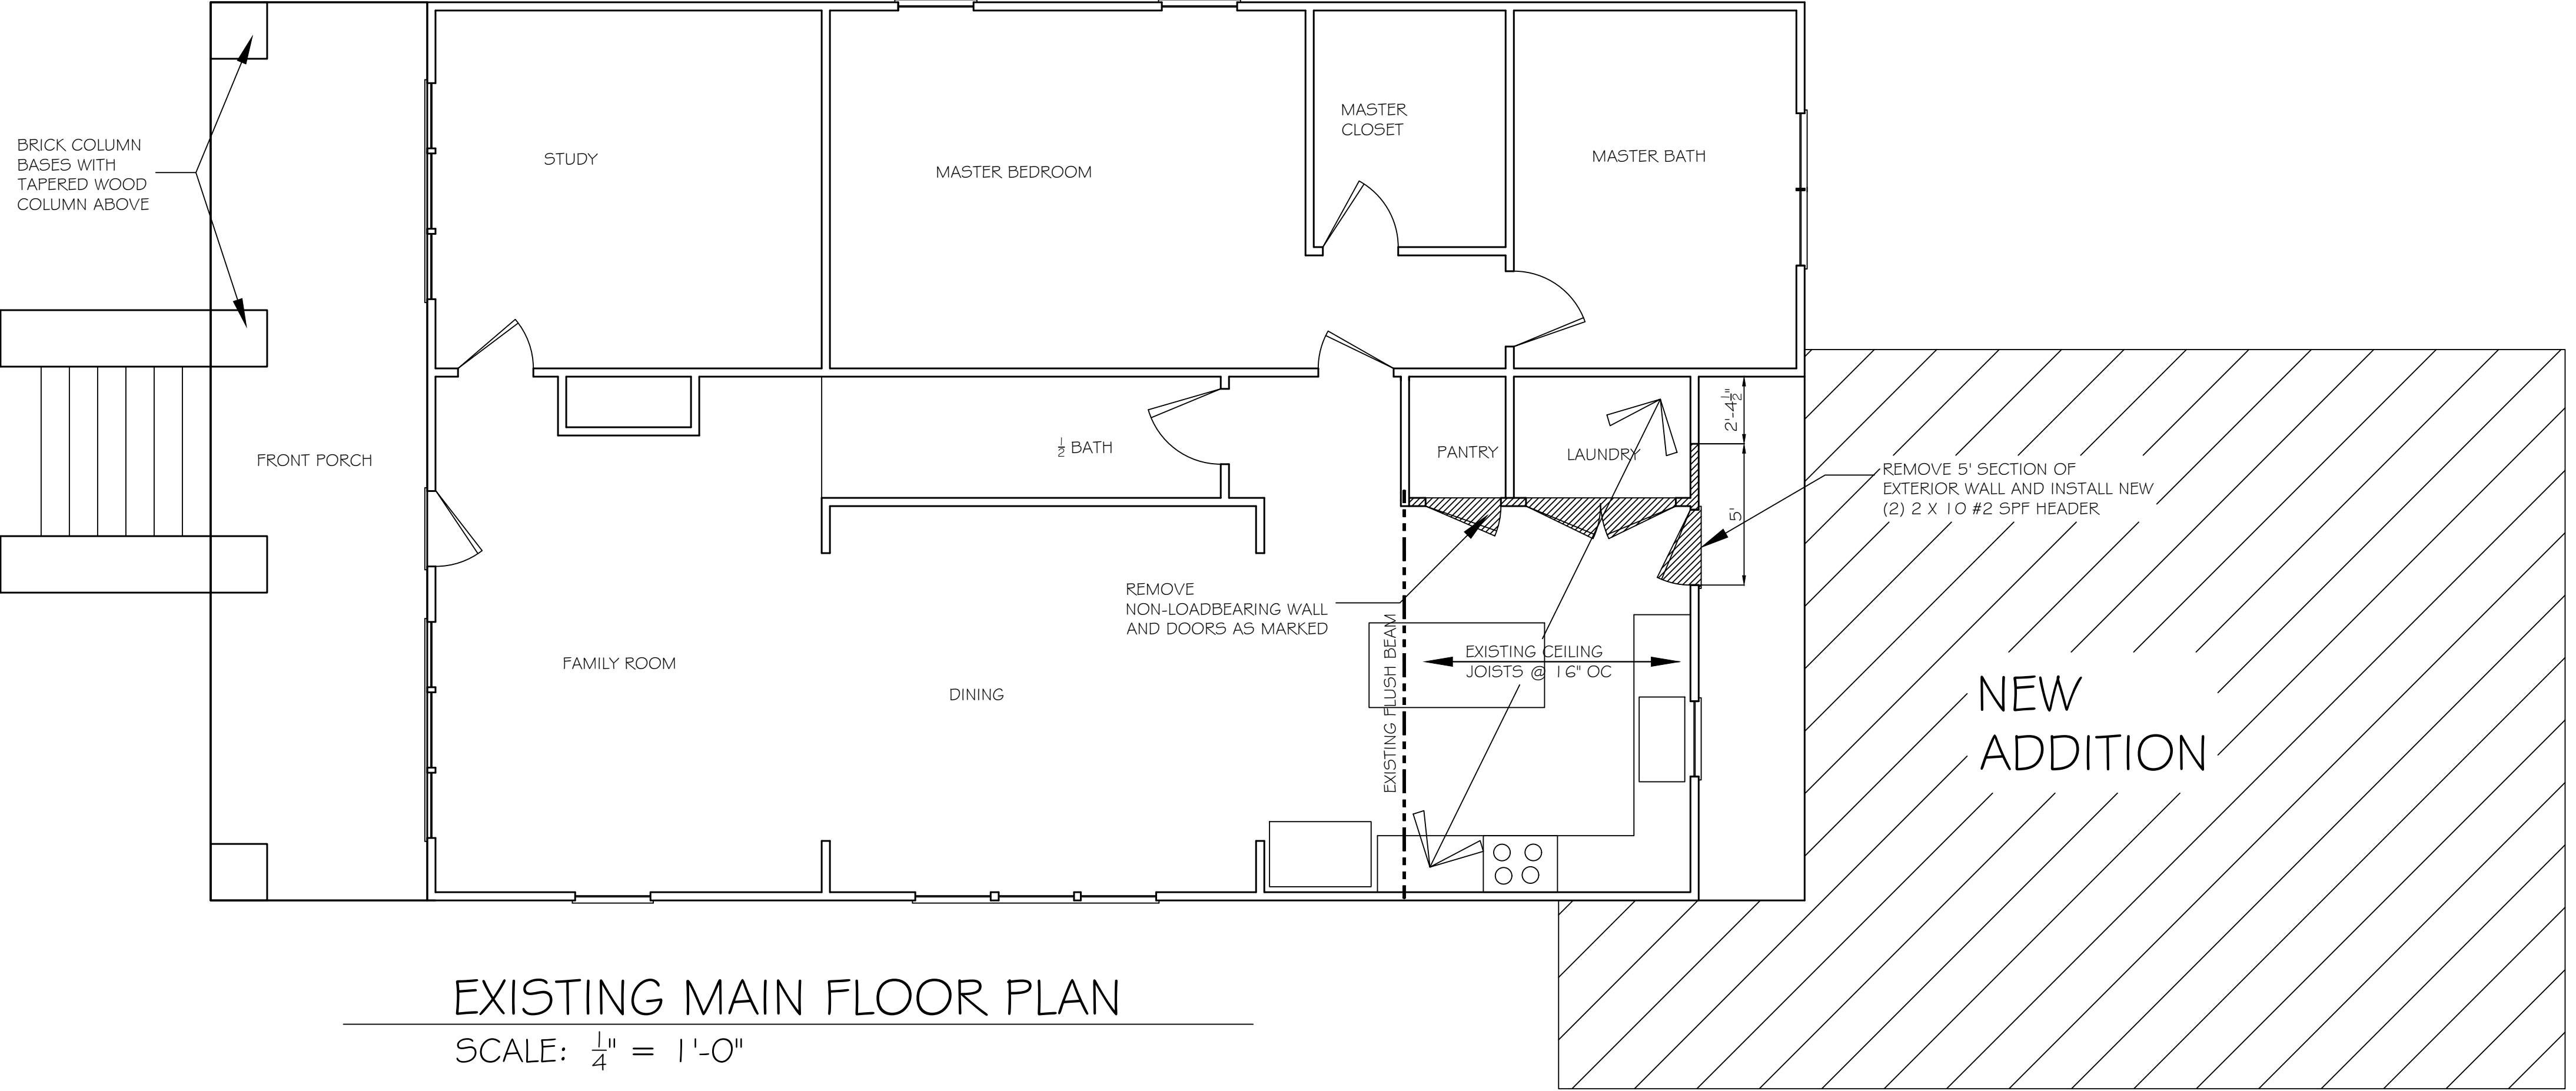 MASTER
CLOSET
BRICK COLUMN
BASES WITH
TAPERED WOOD
COLUMN ABOVE
STUDY
MASTER BEDROOM
MASTER BATH
2'-4½"
FRONT PORCH
½ BATH
PANTRY
LAUNDRY
REMOVE 5' SECTION OF
EXTERIOR WALL AND INSTALL NEW
(2) 2 X 10 #2 SPF HEADER
5'
REMOVE
NON-LOADBEARING WALL
AND DOORS AS MARKED
FAMILY ROOM
DINING
EXISTING FLUSH BEAM
EXISTING CEILING
JOISTS @ 16" OC
NEW
ADDITION
EXISTING MAIN FLOOR PLAN
SCALE: ¼" = 1'-0"